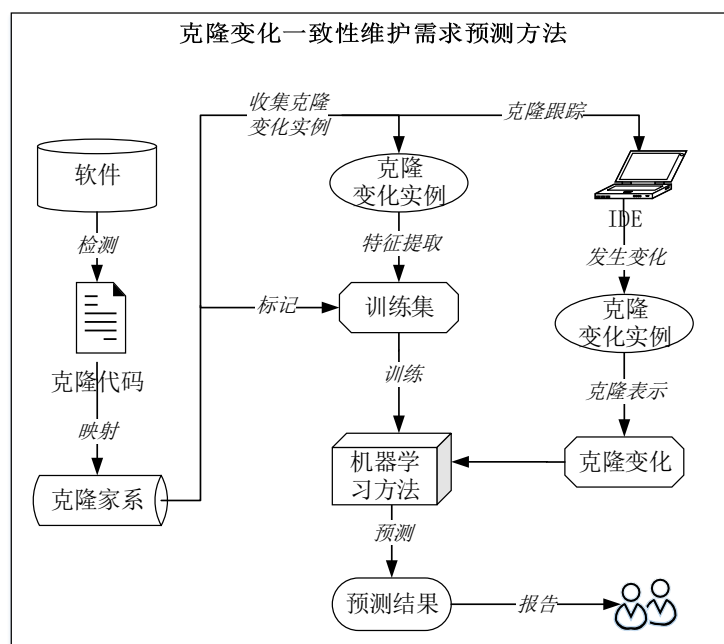 克隆变化一致性维护需求预测方法
收集克隆
变化实例
克隆跟踪
软件
克隆
变化实例
IDE
检测
特征提取
发生变化
标记
训练集
克隆
变化实例
克隆代码
训练
克隆表示
映射
机器学
习方法
克隆变化
克隆家系
预测
预测结果
报告